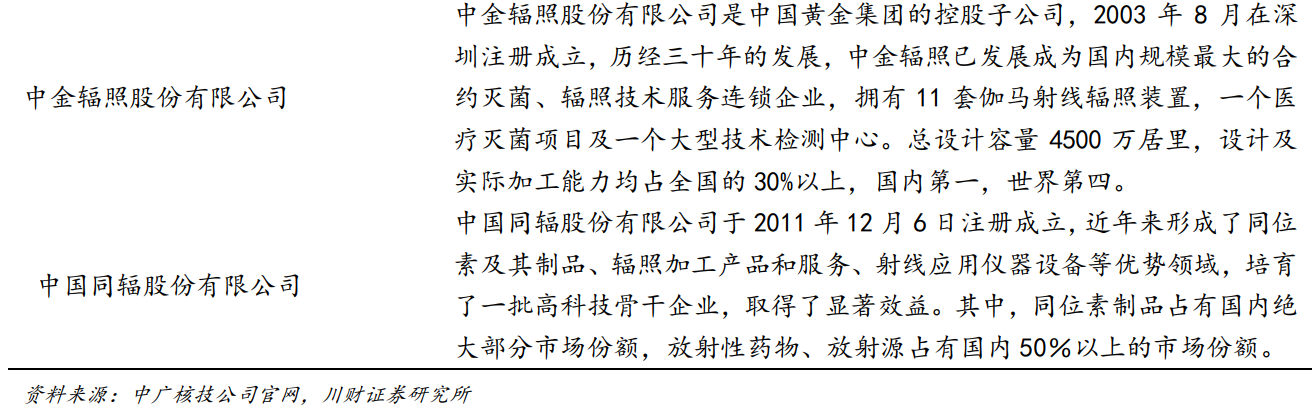 中金辐照股份有限公司
中金辐照股份有限公司是中国黄金集团的控股子公司，2003 年 8 月在深
圳注册成立，历经三十年的发展，中金辐照已发展成为国内规模最大的合
约灭菌、辐照技术服务连锁企业，拥有 11 套伽马射线辐照装置，一个医
疗灭菌项目及一个大型技术检测中心。总设计容量 4500 万居里，设计及
实际加工能力均占全国的 30%以上，国内第一，世界第四。
中国同辐股份有限公司
中国同辐股份有限公司于 2011 年 12 月 6 日注册成立，近年来形成了同位
素及其制品、辐照加工产品和服务、射线应用仪器设备等优势领域，培育
了一批高科技骨干企业，取得了显著效益。其中，同位素制品占有国内绝
大部分市场份额，放射性药物、放射源占有国内 50％以上的市场份额。
资料来源：中广核技公司官网，川财证券研究所